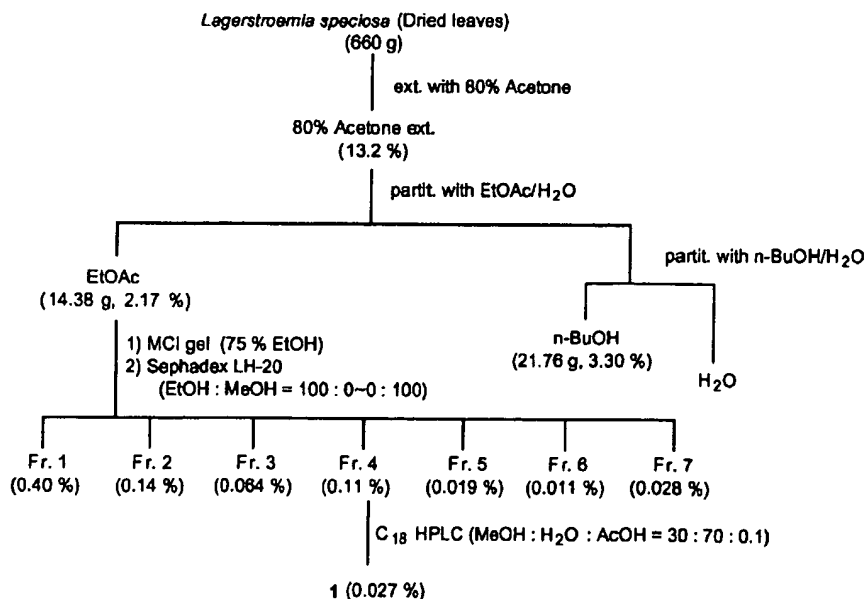 Lagerstroemia speciosa (Dried leaves)
(660 g)
ext. with 80% Acetone
80% Acetone ext.
(13.2 %)
partit. with EtOAc/H₂O
partit. with n-BuOH/H₂O
EtOAc
(14.38 g, 2.17 %)
n-BuOH
(21.76 g, 3.30 %)
H₂O
1) MCI gel (75 % EtOH)
2) Sephadex LH-20
(EtOH : MeOH = 100 : 0~0 : 100)
Fr. 1 Fr. 2 Fr. 3 Fr. 4 Fr. 5 Fr. 6 Fr. 7
(0.40 %) (0.14 %) (0.064 %) (0.11 %) (0.019 %) (0.011 %) (0.028 %)
C₁₈ HPLC (MeOH : H₂O : AcOH = 30 : 70 : 0.1)
1 (0.027 %)